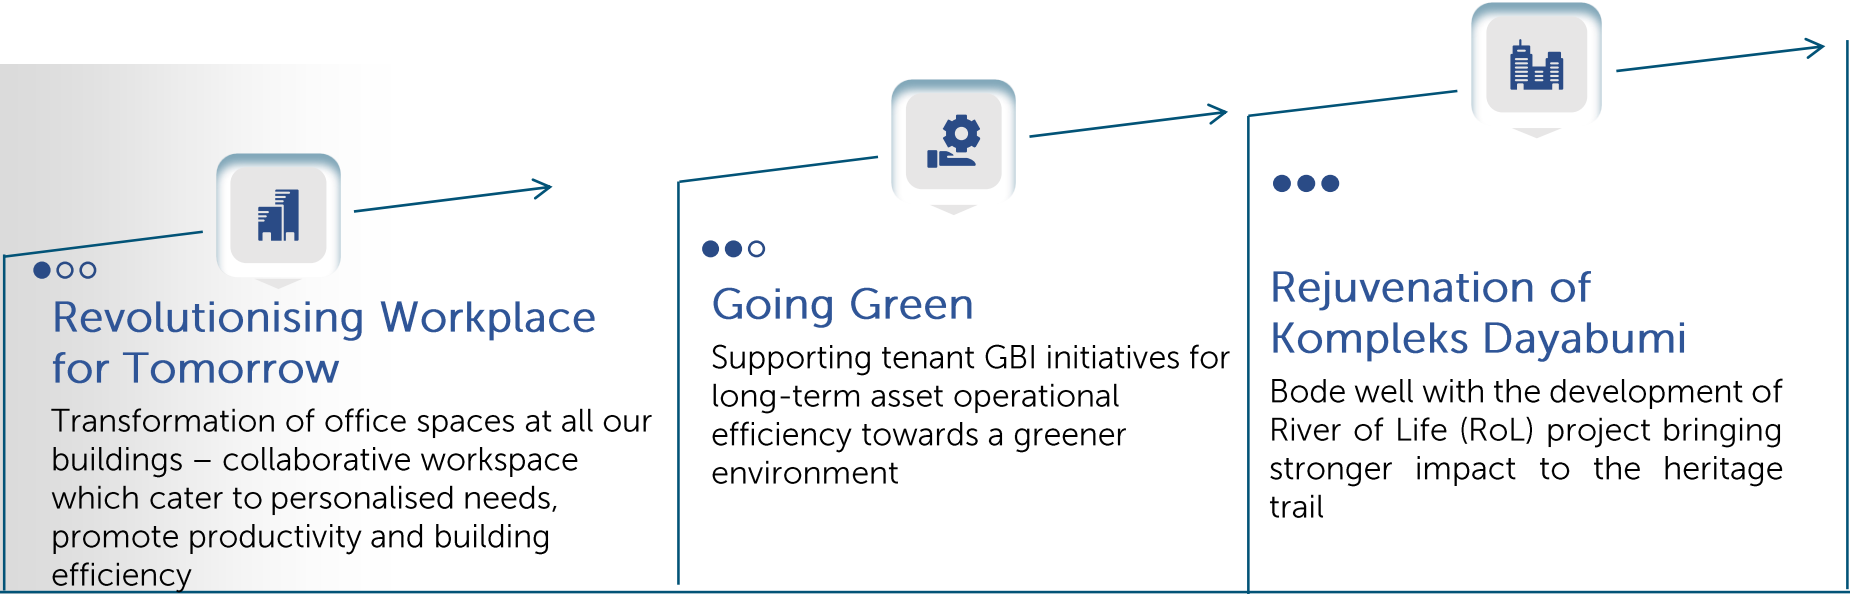 Revolutionising Workplace
for Tomorrow
Transformation of office spaces at all our
buildings – collaborative workspace
which cater to personalised needs,
promote productivity and building
efficiency
Going Green
Supporting tenant GBI initiatives for
long-term asset operational
efficiency towards a greener
environment
Rejuvenation of
Kompleks Dayabumi
Bode well with the development of
River of Life (RoL) project bringing
stronger impact to the heritage
trail